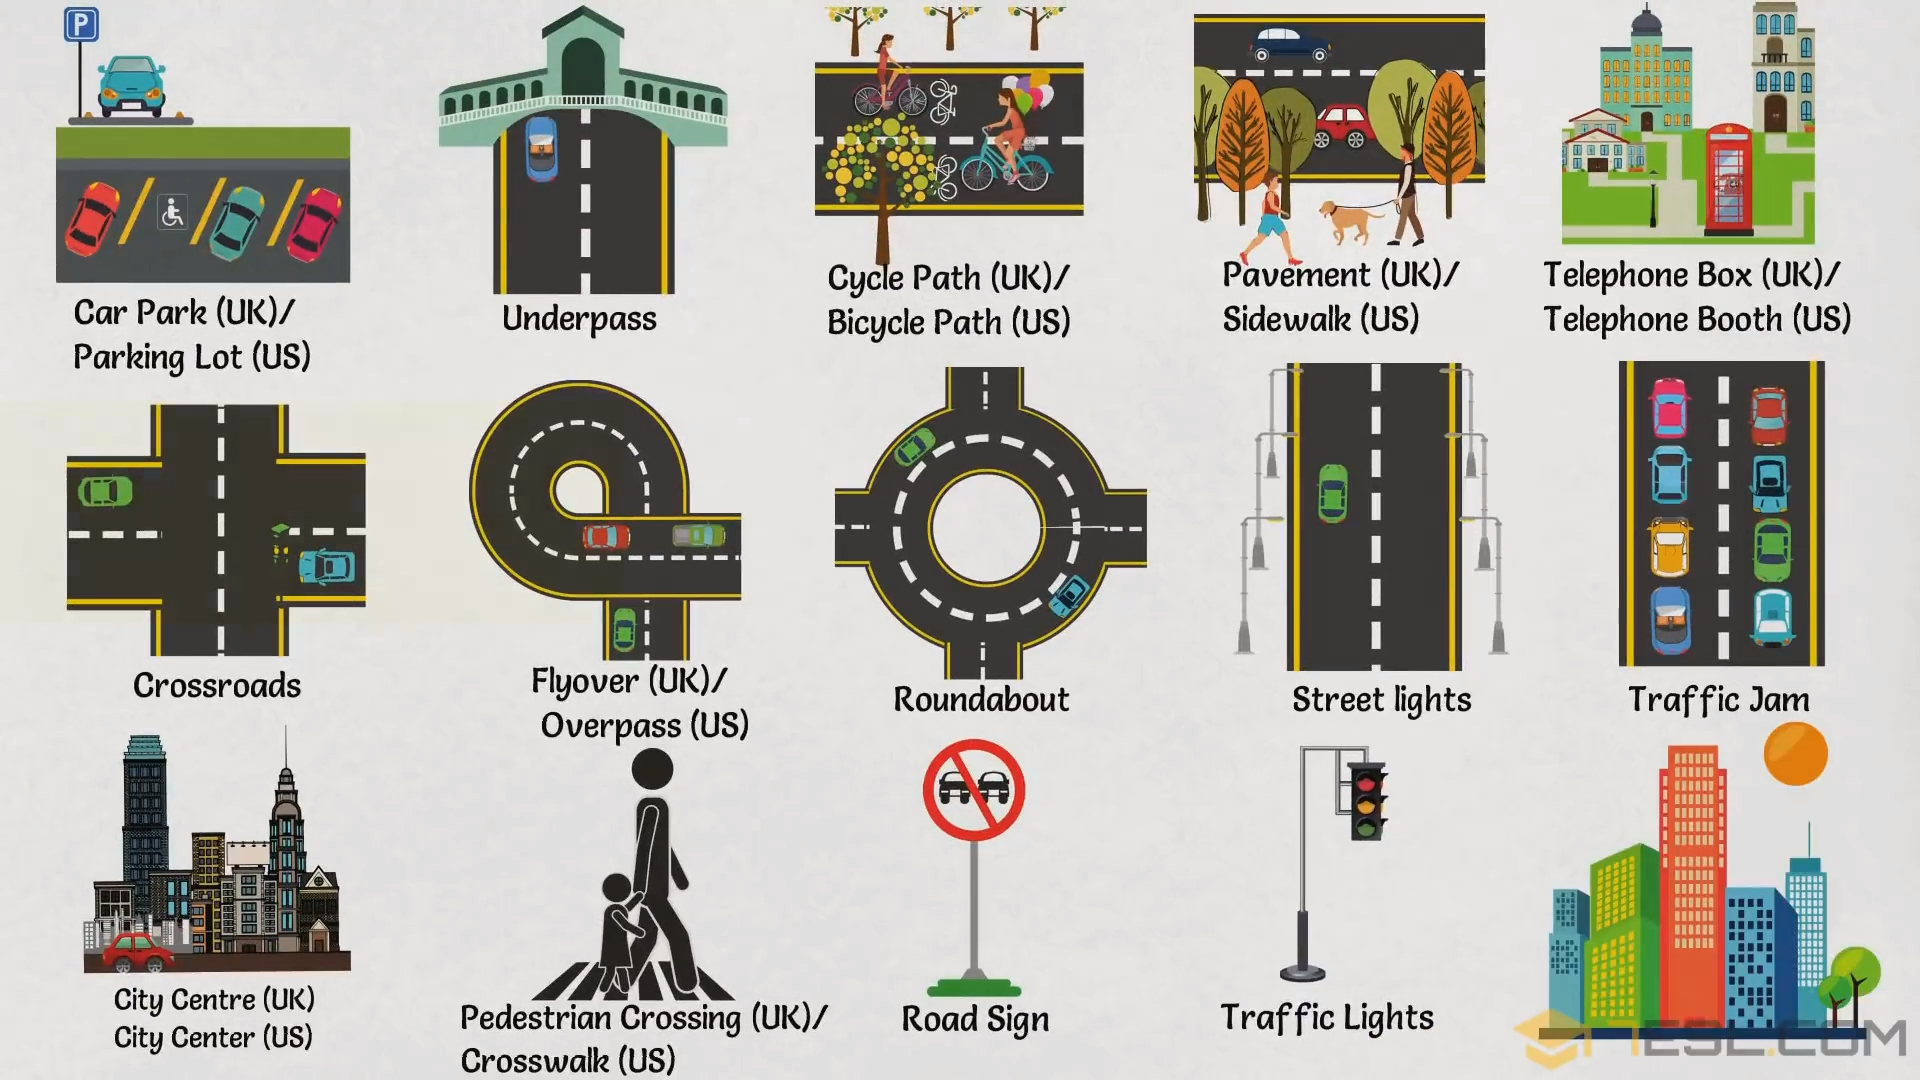 P
Car Park (UK)/
Parking Lot (US)
Underpass
Cycle Path (UK)/
Bicycle Path (US)
Pavement (UK)/
Sidewalk (US)
Telephone Box (UK)/
Telephone Booth (US)
Crossroads
Flyover (UK)/
Overpass (US)
Roundabout
Street lights
Traffic Jam
City Centre (UK)
City Center (US)
Pedestrian Crossing (UK)/
Crosswalk (US)
Road Sign
Traffic Lights
7ESL.COM